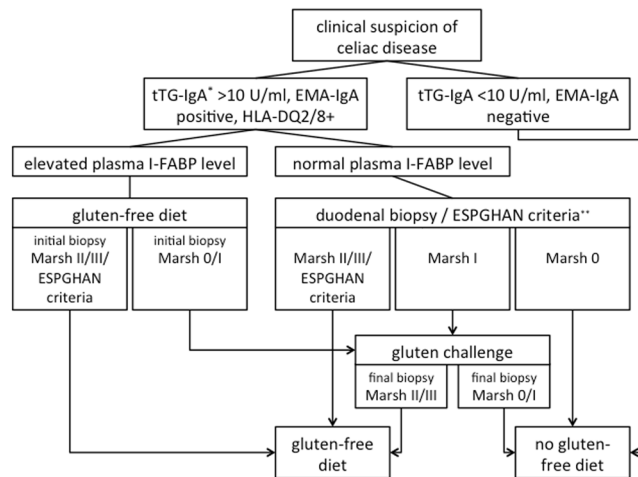 clinical suspicion of
celiac disease
tTG-IgA* >10 U/ml, EMA-IgA
positive, HLA-DQ2/8+
tTG-IgA <10 U/ml, EMA-IgA
negative
elevated plasma I-FABP level
normal plasma I-FABP level
gluten-free diet
initial biopsy
Marsh II/III/
ESPGHAN
criteria
initial biopsy
Marsh 0/I
duodenal biopsy / ESPGHAN criteria**
Marsh II/III/
ESPGHAN
criteria
Marsh I
Marsh 0
gluten challenge
final biopsy
Marsh II/III
final biopsy
Marsh 0/I
gluten-free
diet
no gluten-
free diet